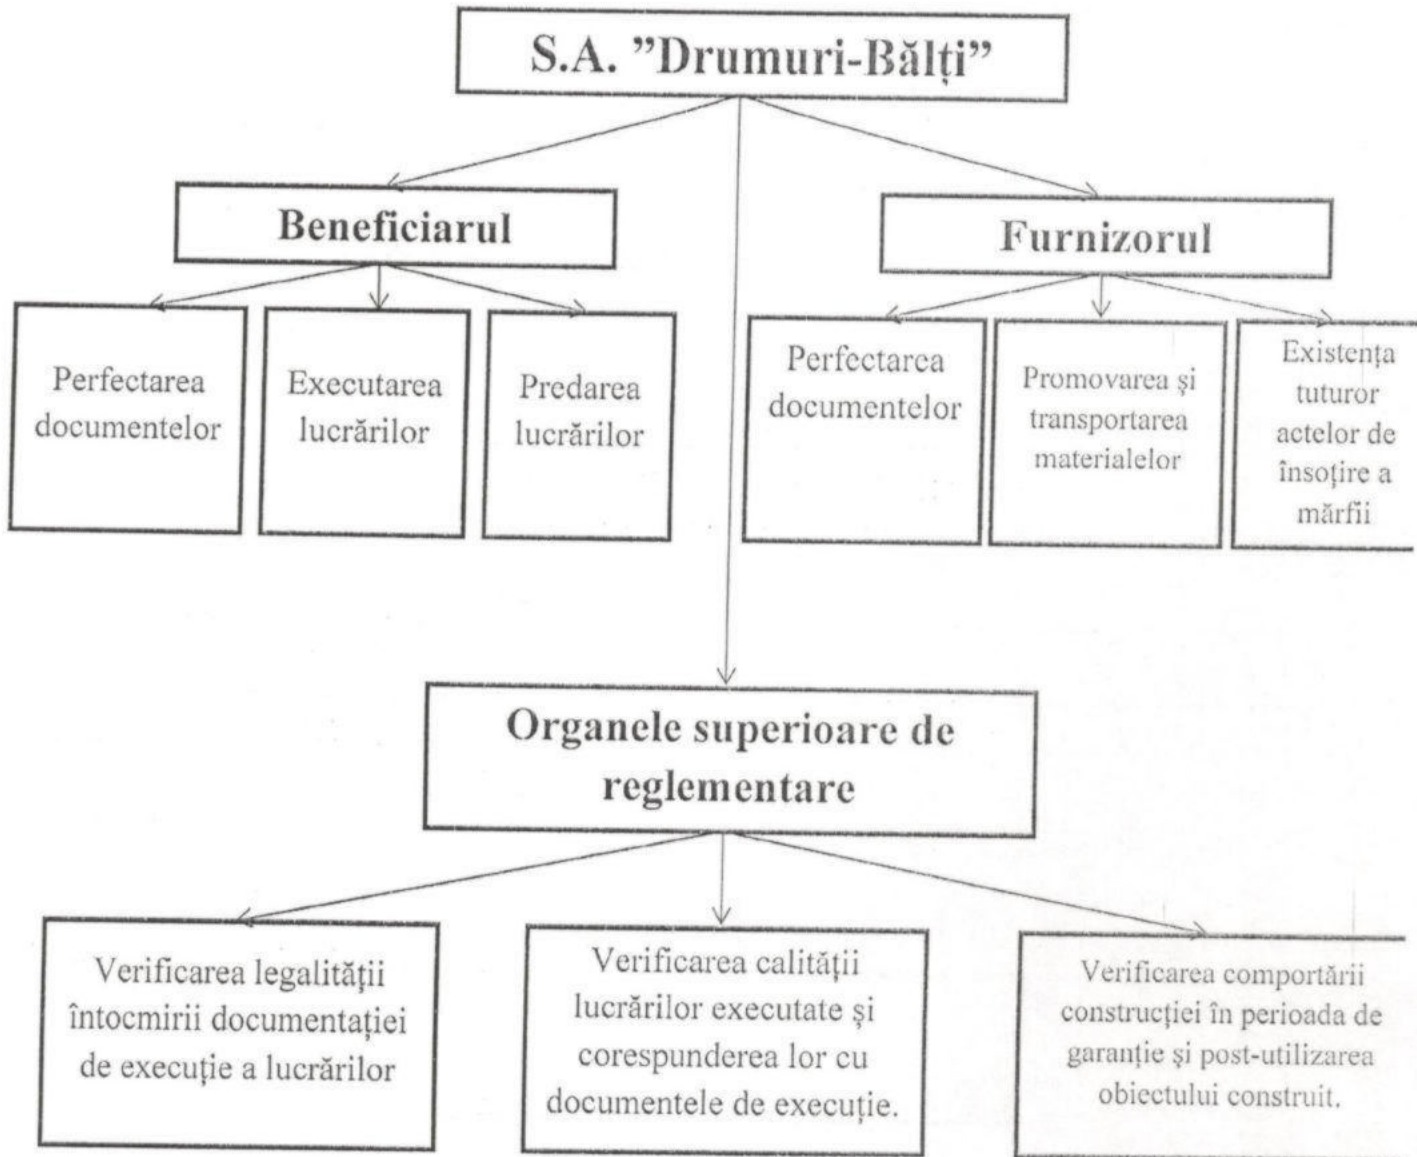 S.A. ”Drumuri-Bălți”
Beneficiarul
Furnizorul
Perfectarea
documentelor
Executarea
lucrărilor
Predarea
lucrărilor
Perfectarea
documentelor
Promovarea și
transportarea
materialelor
Existența
tuturor
actelor de
însoțire a
mărfii
Organele superioare de
reglementare
Verificarea legalității
întocmirii documentației
de execuție a lucrărilor
Verificarea calității
lucrărilor executate și
corespunderea lor cu
documentele de execuție.
Verificarea comportării
construcției în perioada de
garanție și post-utilizarea
obiectului construit.